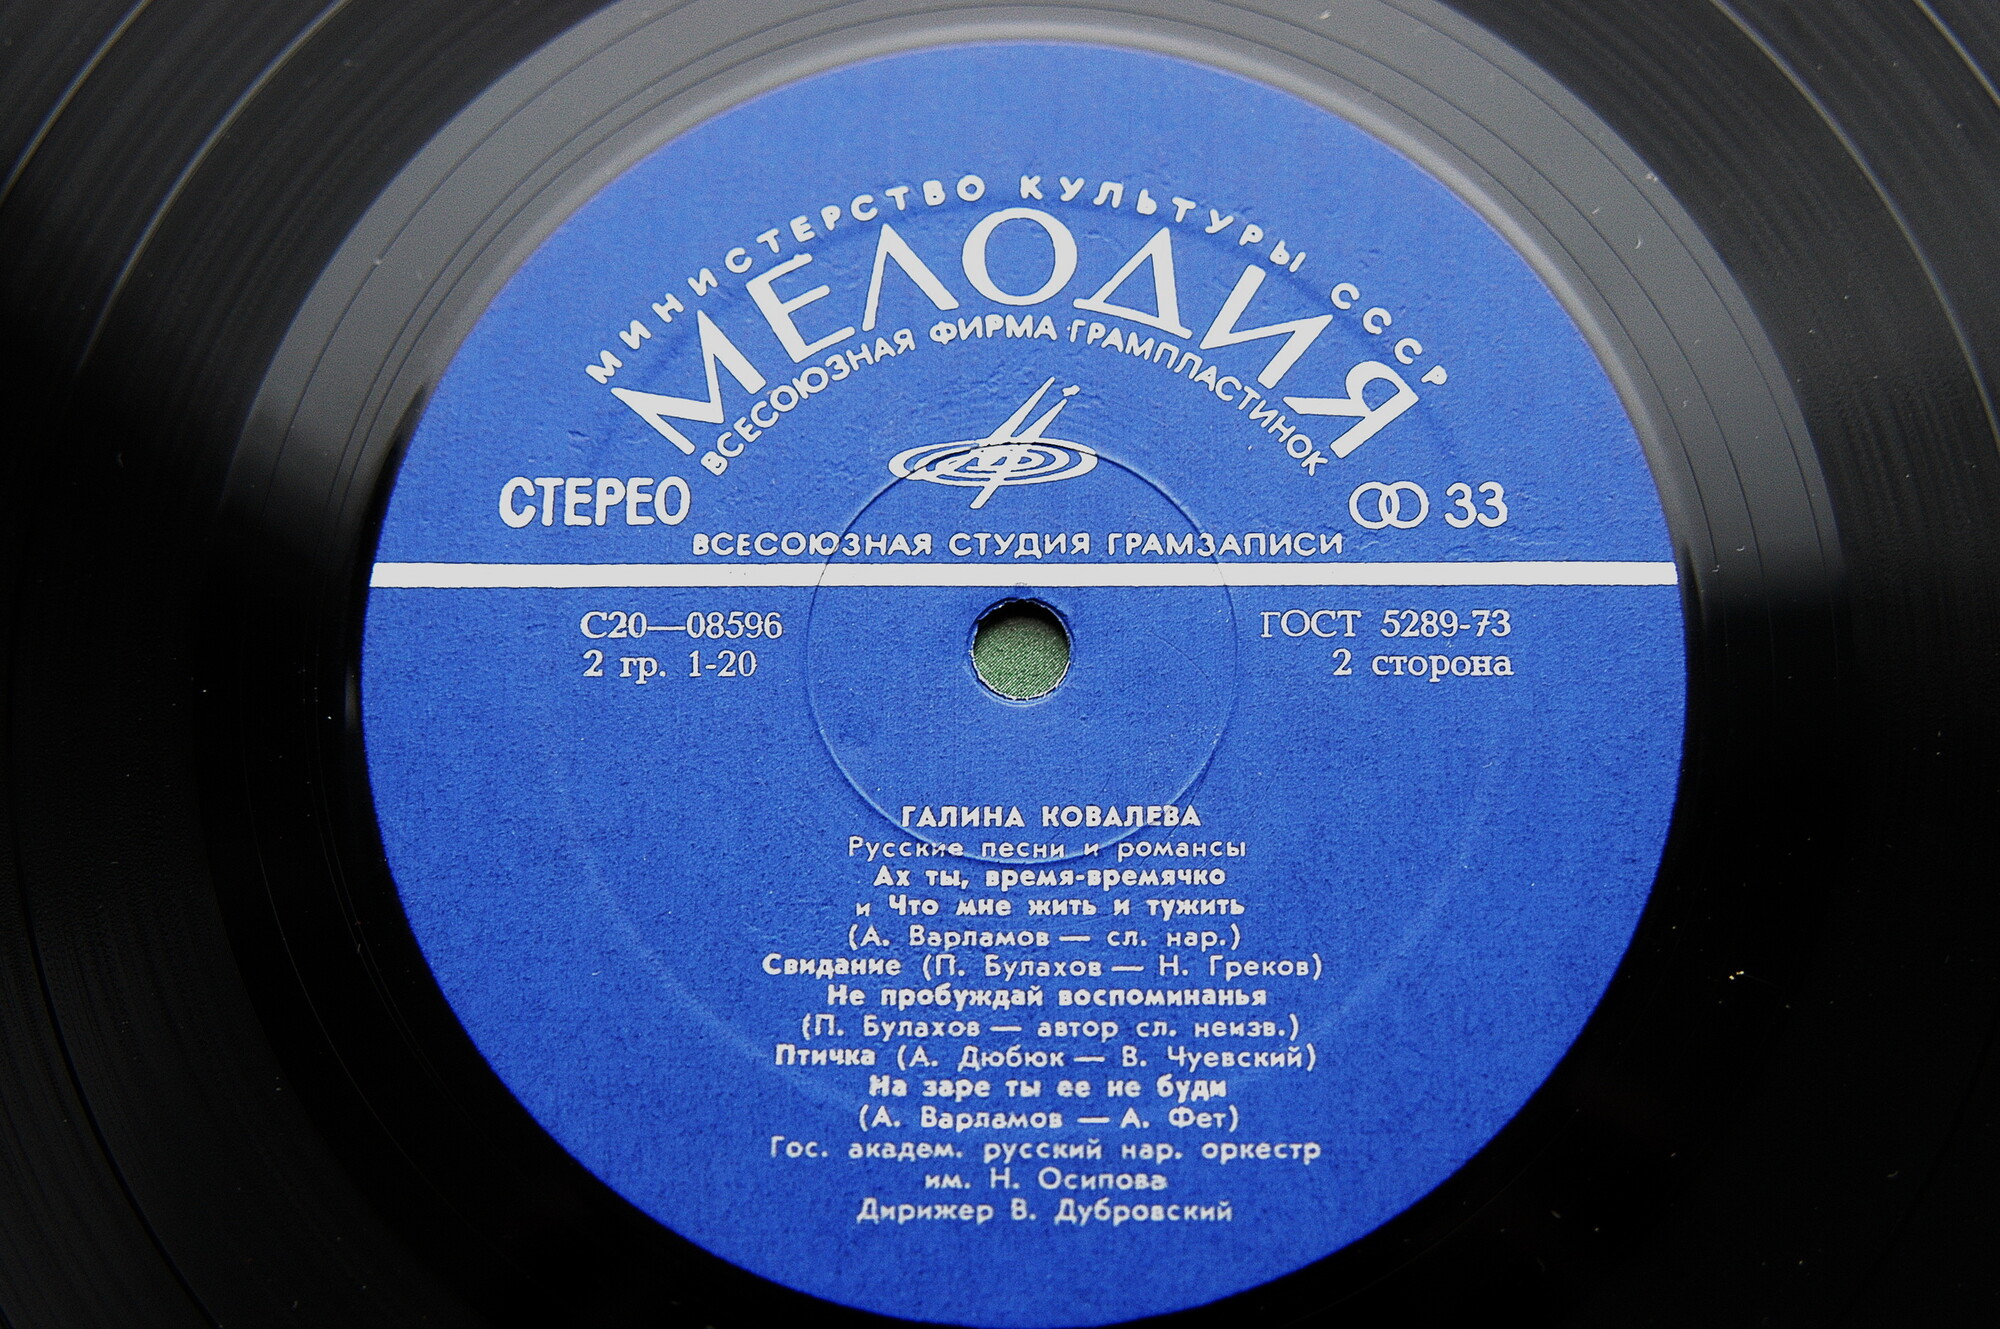 МИНИСТЕРСТВО КУЛЬТУРЫ СССР
МЕЛОДИЯ
ВСЕСОЮЗНАЯ ФИРМА ГРАМПЛАСТИНОК
СТЕРЕО 33
ВСЕСОЮЗНАЯ СТУДИЯ ГРАМЗАПИСИ
С20—08596 ГОСТ 5289-73
2 гр. 1-20 2 сторона
ГАЛИНА КОВАЛЕВА
Русские песни и романсы
Ах ты, время-времячко
и Что мне жить и тужить
(А. Варламов — сл. нар.)
Свидание (П. Булахов — Н. Греков)
Не пробуждай воспоминанья
(П. Булахов — автор сл. неизв.)
Птичка (А. Дюбюк — В. Чуевский)
На заре ты ее не буди
(А. Варламов — А. Фет)
Гос. академ. русский нар. оркестр
им. Н. Осипова
Дирижер В. Дубровский